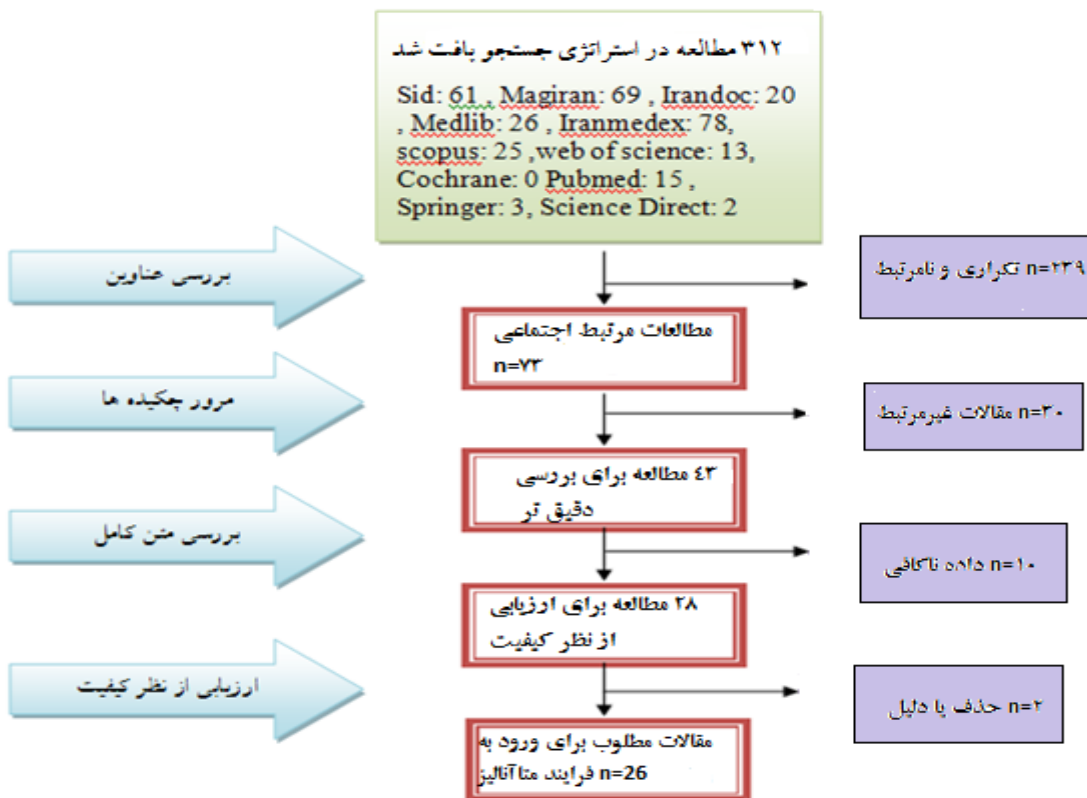 ۳۱۲ مطالعه در استراتژی جستجو یافت شد
Sid: 61 , Magiran: 69 , Irandoc: 20
, Medlib: 26 , Iranmedex: 78,
scopus: 25 ,web of science: 13,
Cochrane: 0 Pubmed: 15 ,
Springer: 3, Science Direct: 2
بررسی عناوین
n=۲۳۹ تکراری و نامرتبط
مطالعات مرتبط اجتماعی
n=۷۳
مرور چکیده ها
n=۳۰ مقالات غیرمرتبط
٤۳ مطالعه برای بررسی
دقیق تر
بررسی متن کامل
n=۱۰ داده ناکافی
۲۸ مطالعه برای ارزیابی
از نظر کیفیت
ارزیابی از نظر کیفیت
n=۲ حذف با دلیل
مقالات مطلوب برای ورود به
فرایند متاآنالیز n=26